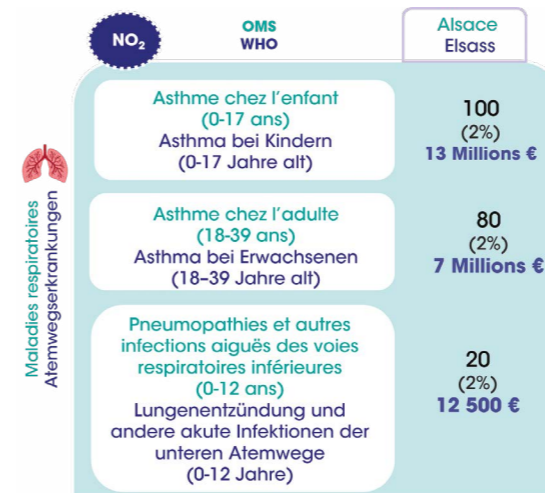 NO₂
OMS
WHO
Alsace
Elsass
Maladies respiratoires
Atemwegserkrankungen
Asthme chez l'enfant
(0-17 ans)
Asthma bei Kindern
(0-17 Jahre alt)
100
(2%)
13 Millions €
Asthme chez l'adulte
(18-39 ans)
Asthma bei Erwachsenen
(18–39 Jahre alt)
80
(2%)
7 Millions €
Pneumopathies et autres
infections aiguës des voies
respiratoires inférieures
(0-12 ans)
Lungenentzündung und
andere akute Infektionen der
unteren Atemwege
(0-12 Jahre)
20
(2%)
12 500 €